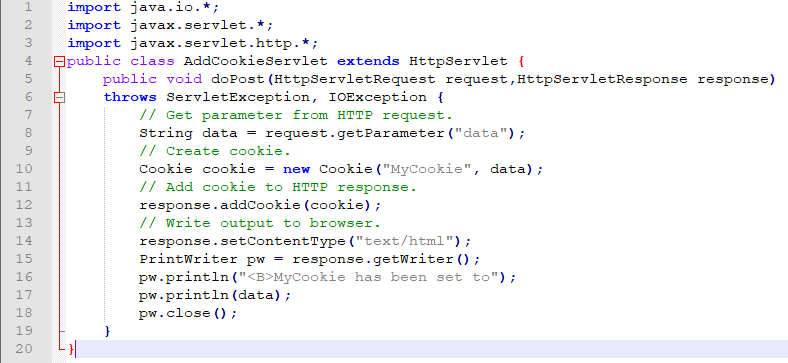 1 import java.io.*;
2 import javax.servlet.*;
3 import javax.servlet.http.*;
4 public class AddCookieServlet extends HttpServlet {
5 public void doPost(HttpServletRequest request,HttpServletResponse response)
6 throws ServletException, IOException {
7 // Get parameter from HTTP request.
8 String data = request.getParameter("data");
9 // Create cookie.
10 Cookie cookie = new Cookie("MyCookie", data);
11 // Add cookie to HTTP response.
12 response.addCookie(cookie);
13 // Write output to browser.
14 response.setContentType("text/html");
15 PrintWriter pw = response.getWriter();
16 pw.println("<B>MyCookie has been set to");
17 pw.println(data);
18 pw.close();
19 }
20 }